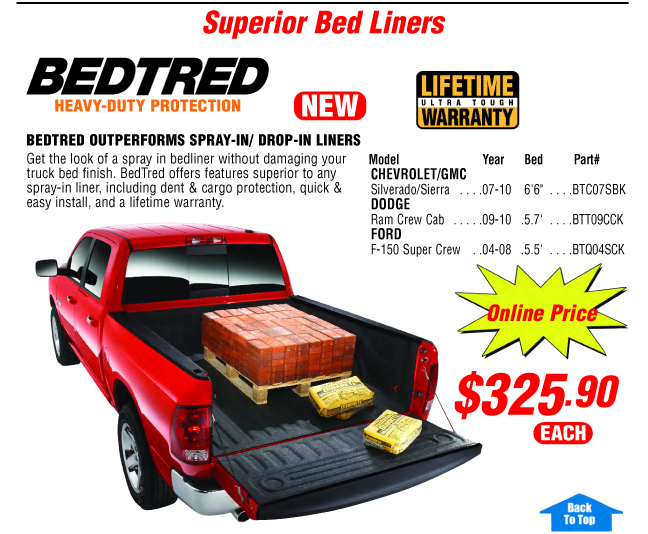 Superior Bed Liners
BEDTRED
HEAVY-DUTY PROTECTION
NEW
LIFETIME
ULTRA TOUGH
WARRANTY
BEDTRED OUTPERFORMS SPRAY-IN/ DROP-IN LINERS
Get the look of a spray in bedliner without damaging your
truck bed finish. BedTred offers features superior to any
spray-in liner, including dent & cargo protection, quick &
easy install, and a lifetime warranty.
Model Year Bed Part#
CHEVROLET/GMC
Silverado/Sierra . . . .07-10 6'6" . . . .BTC07SBK
DODGE
Ram Crew Cab . . . . .09-10 .5.7' . . . .BTT09CCK
FORD
F-150 Super Crew ..04-08 .5.5' . . . .BTQ04SCK
Online Price
$325.90
EACH
Back
To Top